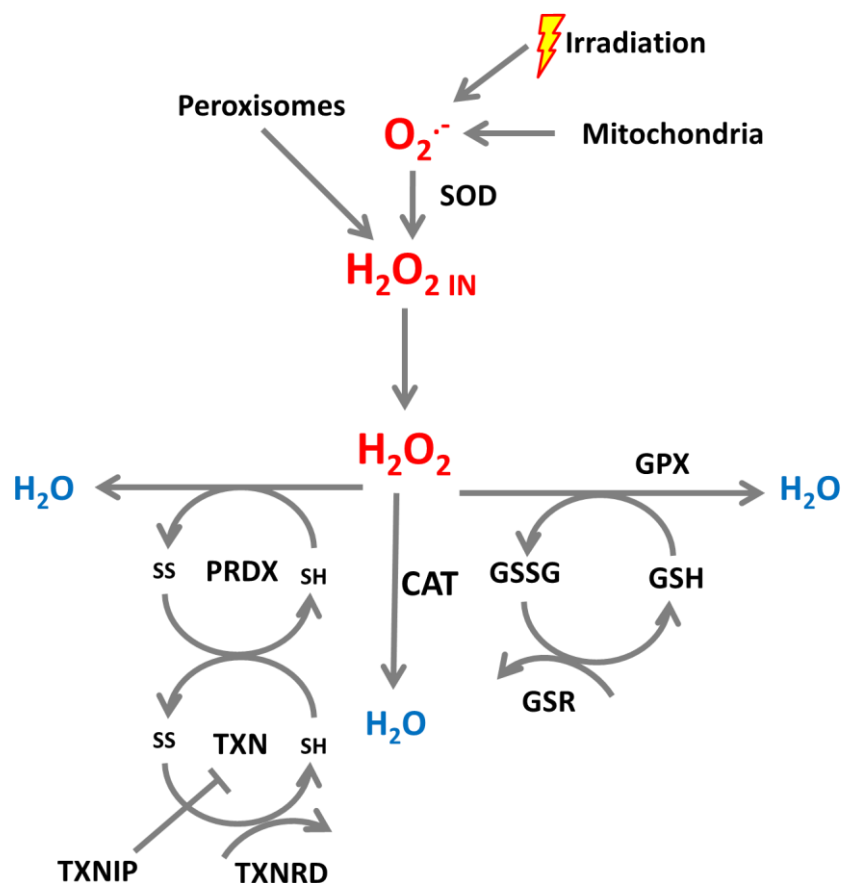 Irradiation
Peroxisomes
O₂·⁻
Mitochondria
SOD
H₂O₂ IN
H₂O₂
GPX
H₂O
H₂O
SS
PRDX
SH
CAT
GSSG
GSH
GSR
H₂O
SS
TXN
SH
TXNIP
TXNRD